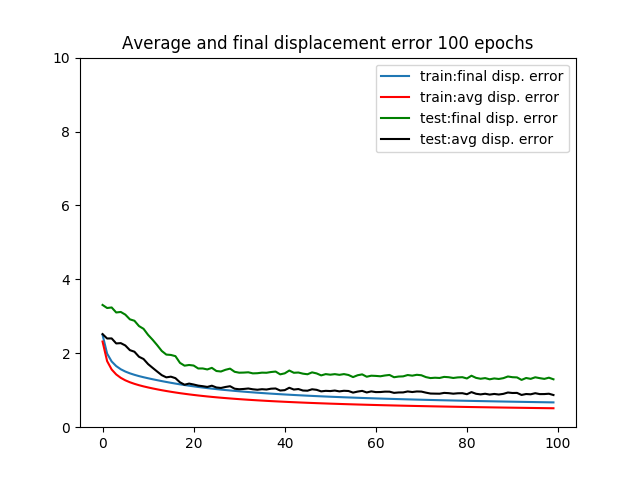 Average and final displacement error 100 epochs
10
train:final disp. error
train:avg disp. error
test:final disp. error
test:avg disp. error
8
6
4
2
0
0 20 40 60 80 100